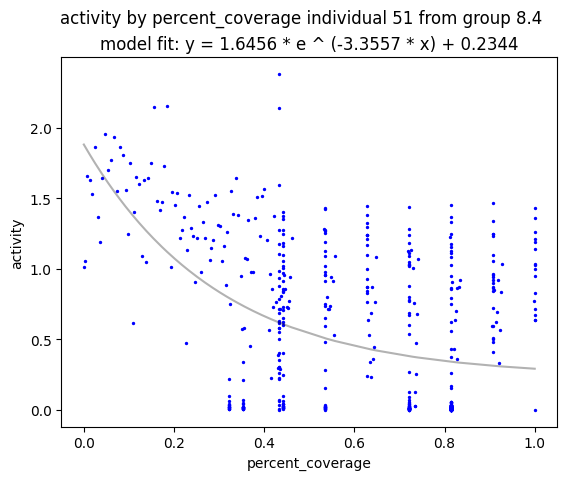 activity by percent_coverage individual 51 from group 8.4
model fit: y = 1.6456 * e ^ (-3.3557 * x) + 0.2344
2.0
1.5
1.0
0.5
0.0
activity
0.0 0.2 0.4 0.6 0.8 1.0
percent_coverage